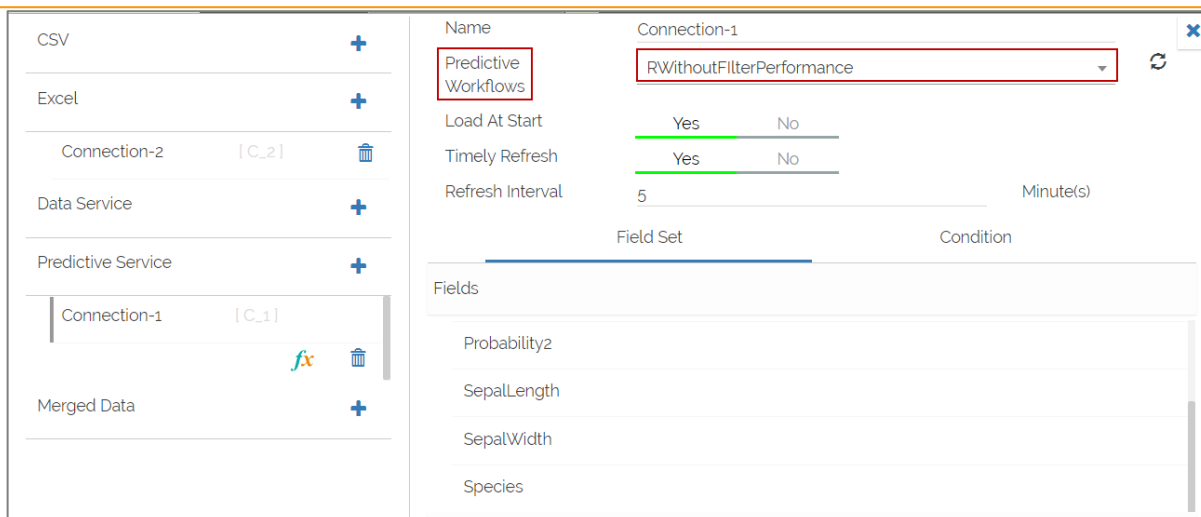 CSV
Excel
Connection-2 [ C_2 ]
Data Service
Predictive Service
Connection-1 [ C_1 ]
fx
Merged Data
Name Connection-1
Predictive Workflows RWithoutFIlterPerformance
Load At Start Yes No
Timely Refresh Yes No
Refresh Interval 5 Minute(s)
Field Set Condition
Fields
Probability2
SepalLength
SepalWidth
Species